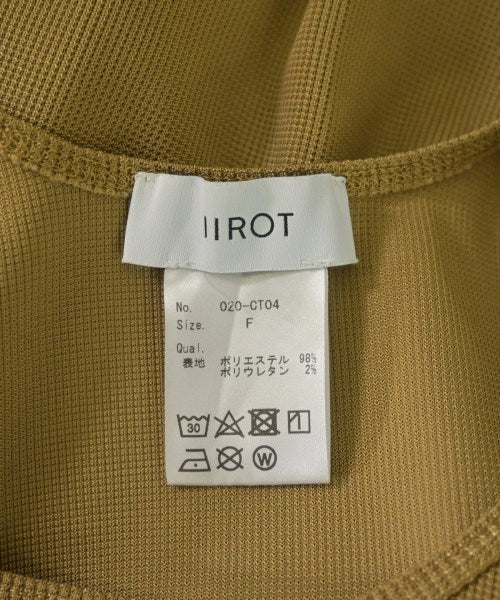 IIROT
No. 020-CT04
Size. F
Qual.
表地 ポリエステル 98%
ポリウレタン 2%
30
W